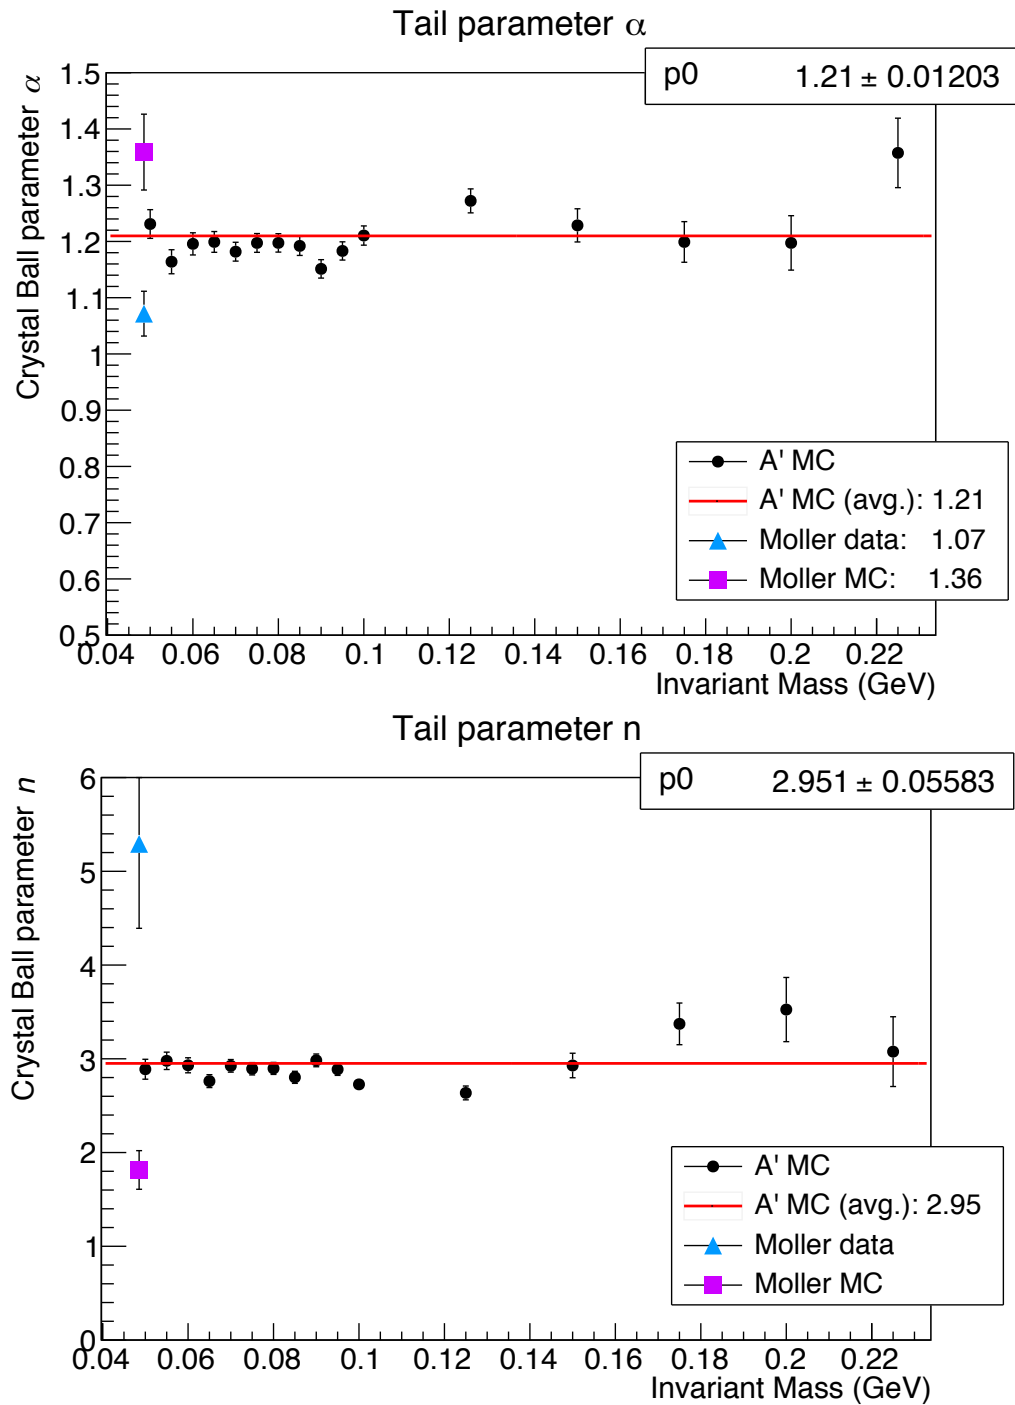 Tail parameter α
p0 1.21 ± 0.01203
Crystal Ball parameter α
1.5
1.4
1.3
1.2
1.1
1
0.9
0.8
0.7
0.6
0.5
A' MC
A' MC (avg.): 1.21
Moller data: 1.07
Moller MC: 1.36
0.04 0.06 0.08 0.1 0.12 0.14 0.16 0.18 0.2 0.22
Invariant Mass (GeV)
Tail parameter n
p0 2.951 ± 0.05583
Crystal Ball parameter n
6
5
4
3
2
1
0
A' MC
A' MC (avg.): 2.95
Moller data
Moller MC
0.04 0.06 0.08 0.1 0.12 0.14 0.16 0.18 0.2 0.22
Invariant Mass (GeV)